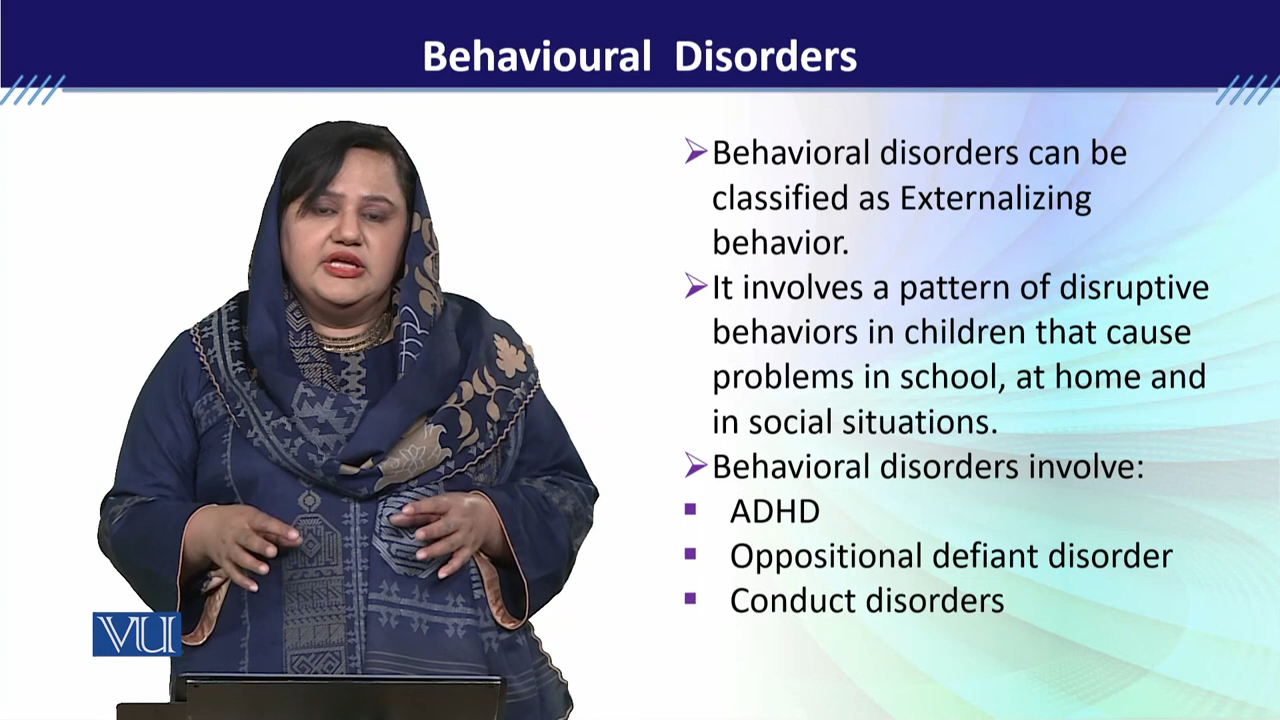 Behavioural Disorders
Behavioral disorders can be
classified as Externalizing
behavior.
It involves a pattern of disruptive
behaviors in children that cause
problems in school, at home and
in social situations.
Behavioral disorders involve:
ADHD
Oppositional defiant disorder
Conduct disorders
VU